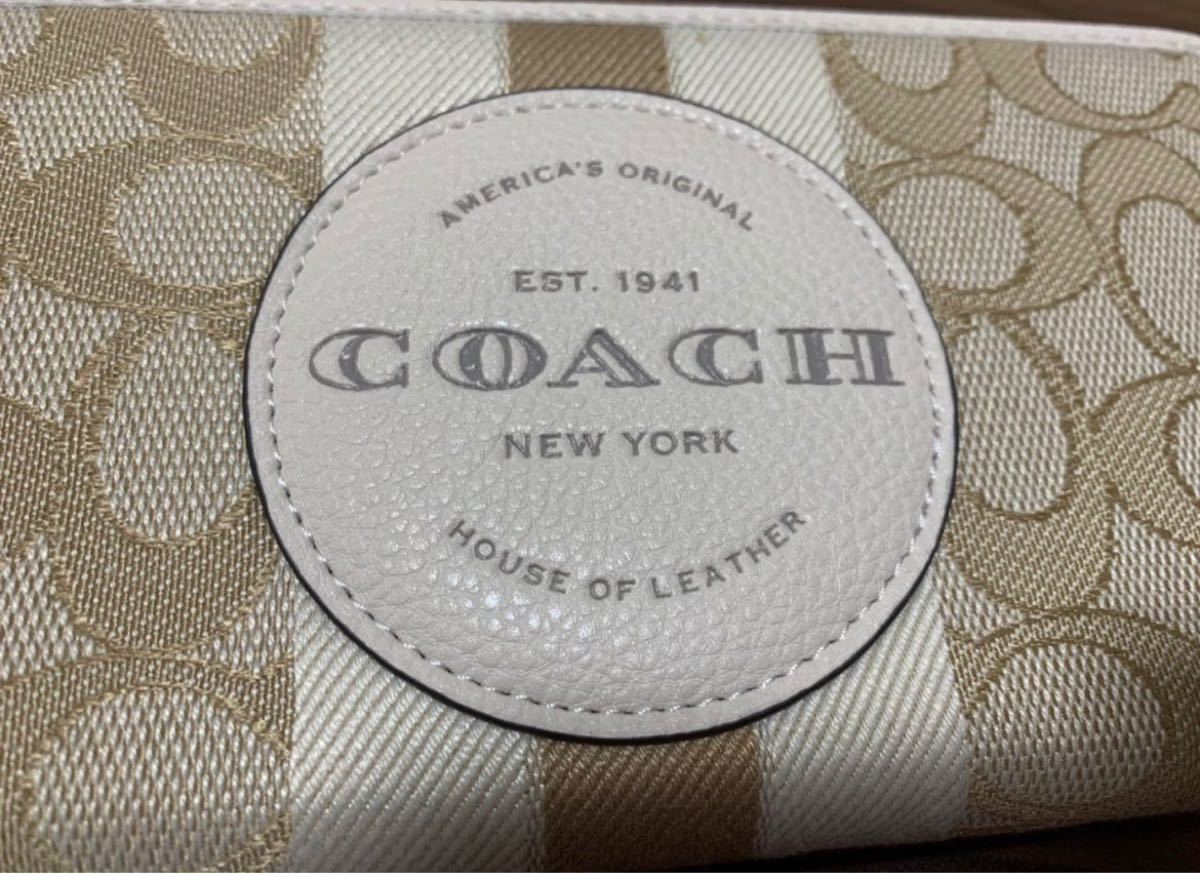 AMERICA'S ORIGINAL
EST. 1941
COACH
NEW YORK
HOUSE OF LEATHER